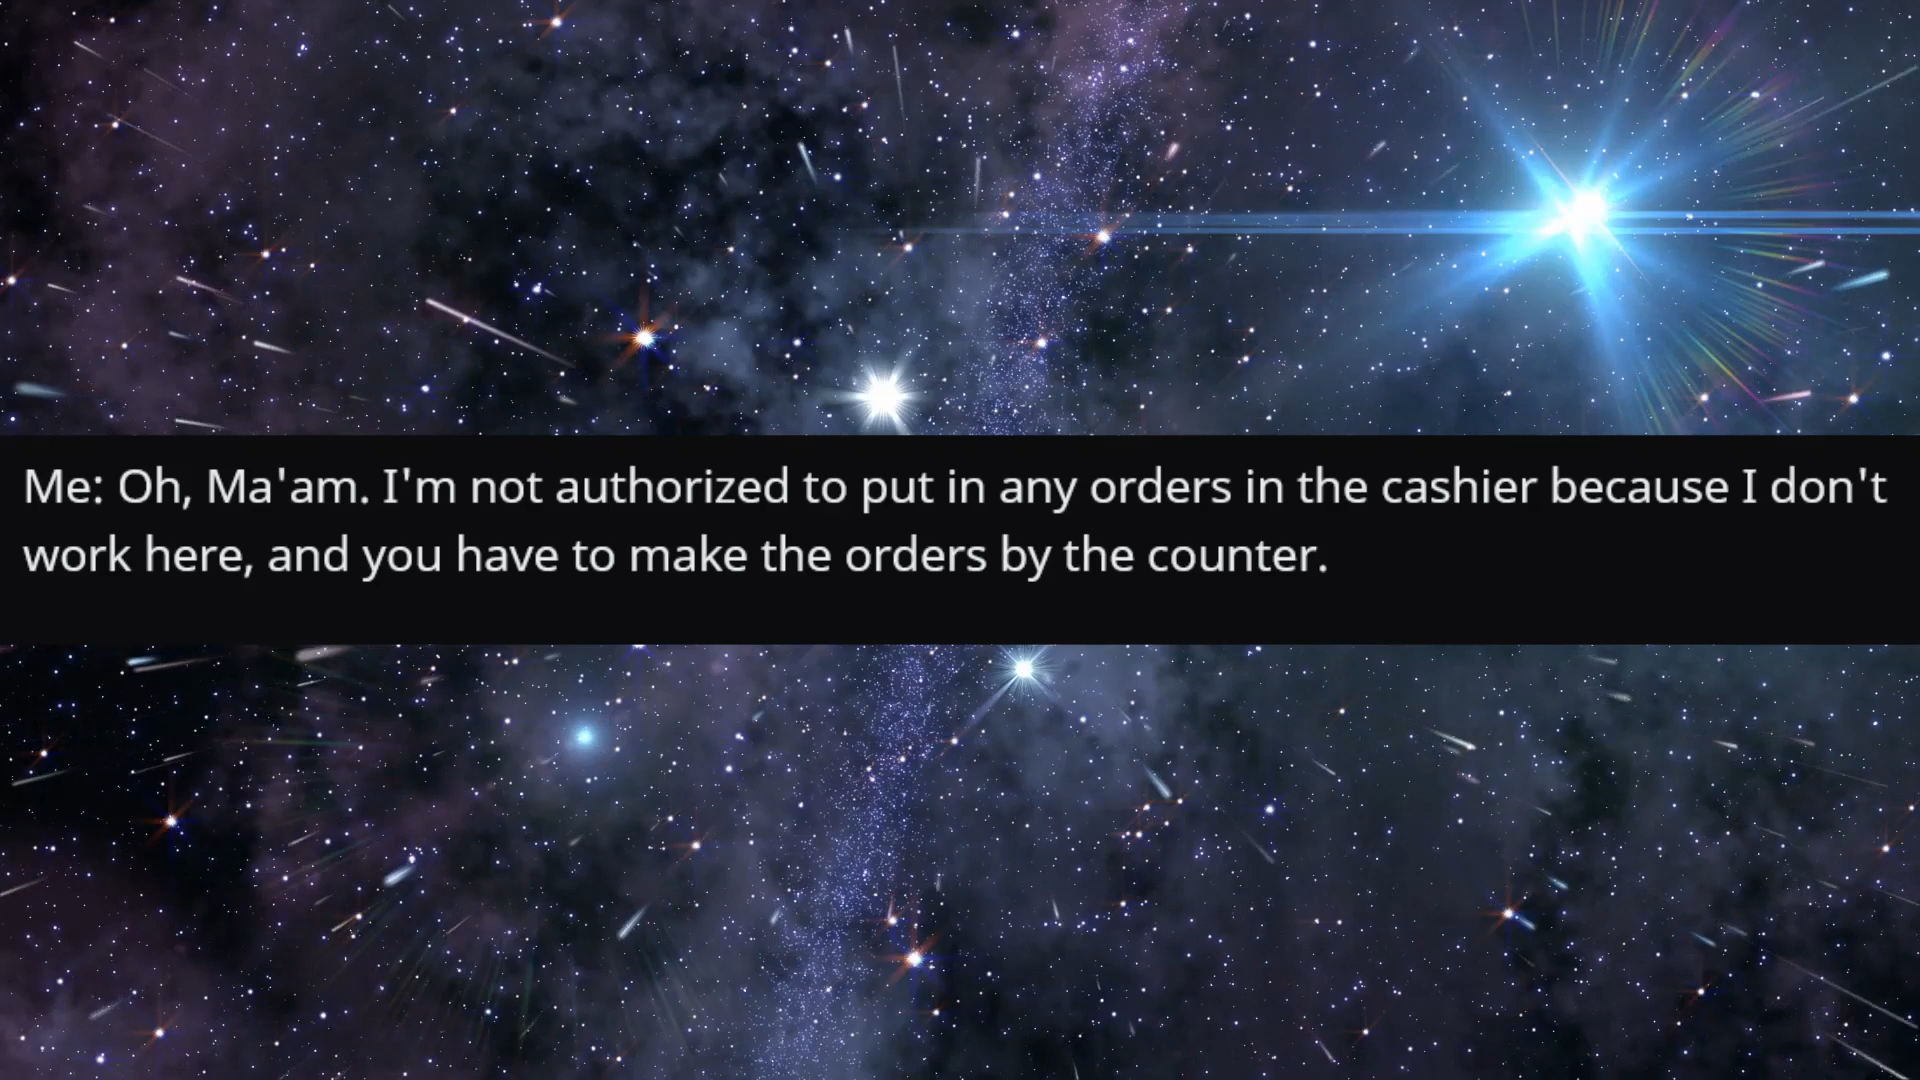 Me: Oh, Ma'am. I'm not authorized to put in any orders in the cashier because I don't
work here, and you have to make the orders by the counter.